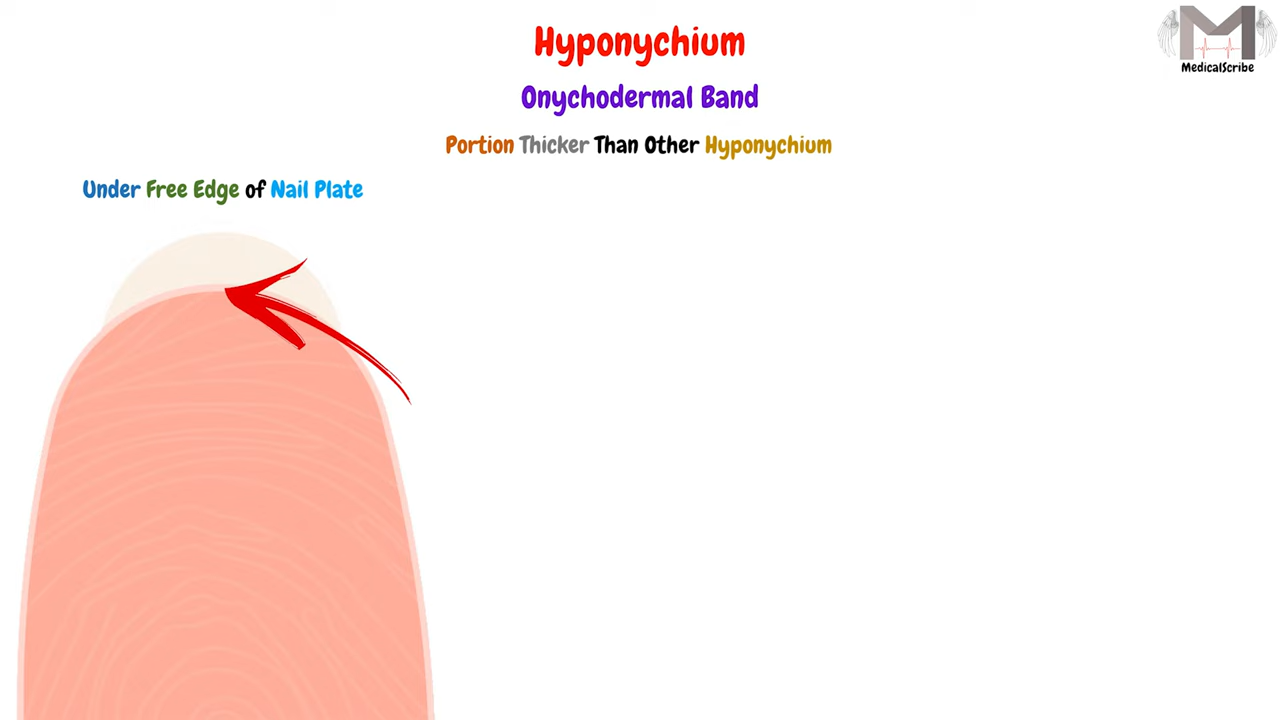 Hyponychium
MedicalScribe
Onychodermal Band
Portion Thicker Than Other Hyponychium
Under Free Edge of Nail Plate